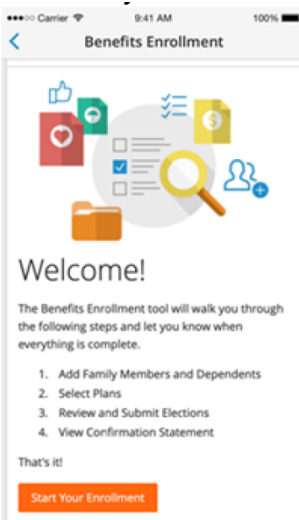 Carrier 9:41 AM 100%
Benefits Enrollment
$
Welcome!
The Benefits Enrollment tool will walk you through
the following steps and let you know when
everything is complete.
1. Add Family Members and Dependents
2. Select Plans
3. Review and Submit Elections
4. View Confirmation Statement
That's it!
Start Your Enrollment